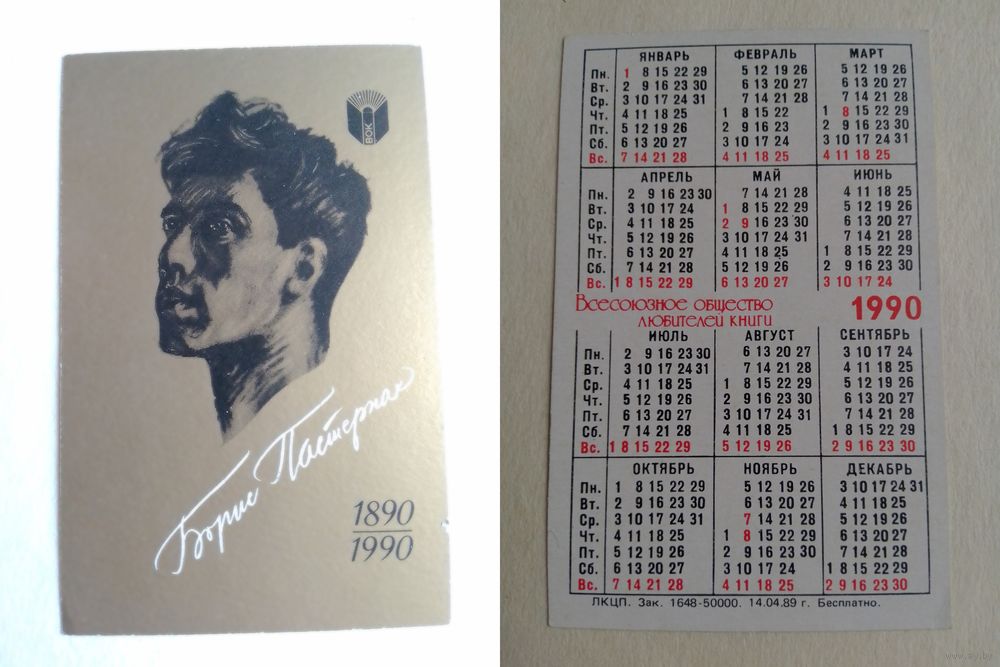 ВОК
Борис Пастернак
1890
1990
ЯНВАРЬ ФЕВРАЛЬ МАРТ
Пн. 1 8 15 22 29 5 12 19 26 5 12 19 26
Вт. 2 9 16 23 30 6 13 20 27 6 13 20 27
Ср. 3 10 17 24 31 7 14 21 28 7 14 21 28
Чт. 4 11 18 25 1 8 15 22 1 8 15 22 29
Пт. 5 12 19 26 2 9 16 23 2 9 16 23 30
Сб. 6 13 20 27 3 10 17 24 3 10 17 24 31
Вс. 7 14 21 28 4 11 18 25 4 11 18 25
АПРЕЛЬ МАЙ ИЮНЬ
Пн. 2 9 16 23 30 7 14 21 28 4 11 18 25
Вт. 3 10 17 24 1 8 15 22 29 5 12 19 26
Ср. 4 11 18 25 2 9 16 23 30 6 13 20 27
Чт. 5 12 19 26 3 10 17 24 31 7 14 21 28
Пт. 6 13 20 27 4 11 18 25 1 8 15 22 29
Сб. 7 14 21 28 5 12 19 26 2 9 16 23 30
Вс. 1 8 15 22 29 6 13 20 27 3 10 17 24
Всесоюзное общество
любителей книги
1990
ИЮЛЬ АВГУСТ СЕНТЯБРЬ
Пн. 2 9 16 23 30 6 13 20 27 3 10 17 24
Вт. 3 10 17 24 7 14 21 28 4 11 18 25
Ср. 4 11 18 25 1 8 15 22 29 5 12 19 26
Чт. 5 12 19 26 2 9 16 23 30 6 13 20 27
Пт. 6 13 20 27 3 10 17 24 31 7 14 21 28
Сб. 7 14 21 28 4 11 18 25 1 8 15 22 29
Вс. 1 8 15 22 29 5 12 19 26 2 9 16 23 30
ОКТЯБРЬ НОЯБРЬ ДЕКАБРЬ
Пн. 1 8 15 22 29 5 12 19 26 3 10 17 24 31
Вт. 2 9 16 23 30 6 13 20 27 4 11 18 25
Ср. 3 10 17 24 31 7 14 21 28 5 12 19 26
Чт. 4 11 18 25 1 8 15 22 29 6 13 20 27
Пт. 5 12 19 26 2 9 16 23 30 7 14 21 28
Сб. 6 13 20 27 3 10 17 24 1 8 15 22 29
Вс. 7 14 21 28 4 11 18 25 2 9 16 23 30
ЛКЦП. Зак. 1648-50000. 14.04.89 г. Бесплатно.